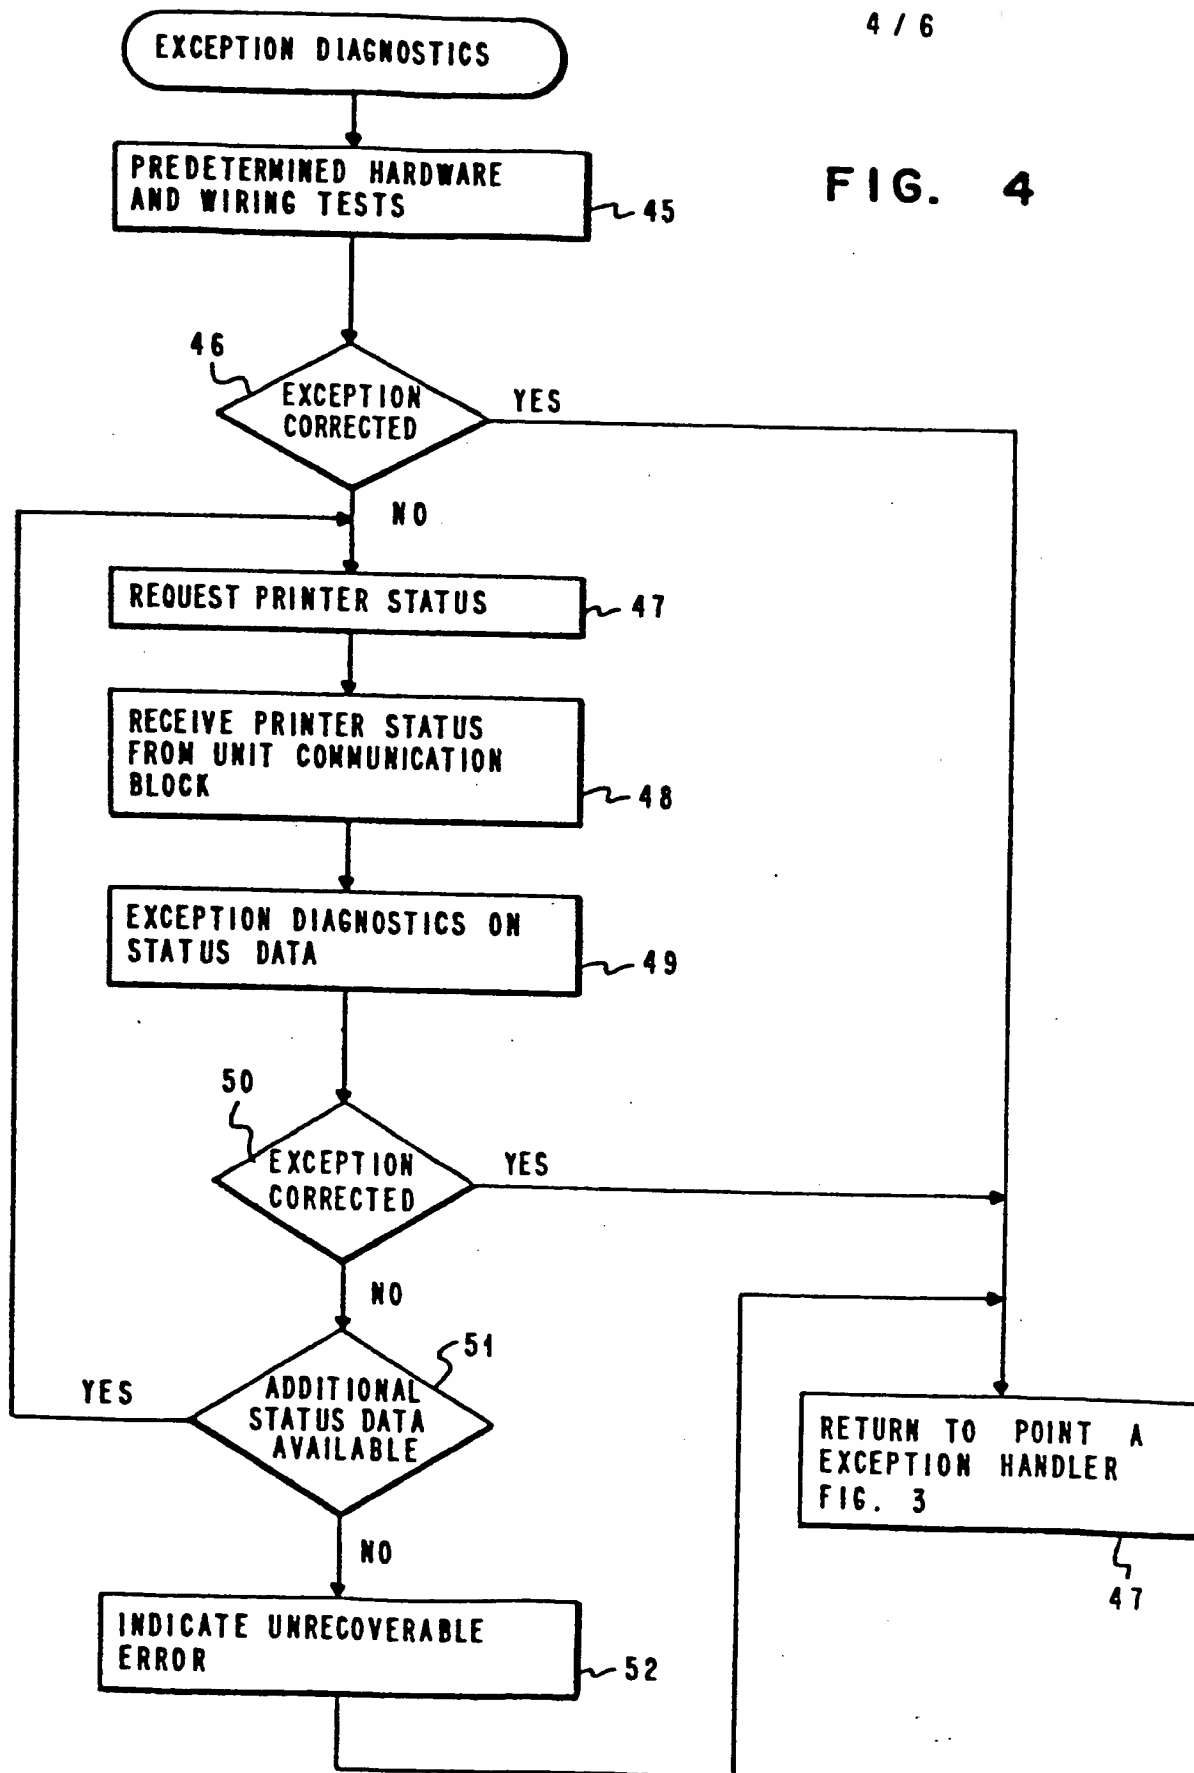 4 / 6
EXCEPTION DIAGNOSTICS
FIG. 4
PREDETERMINED HARDWARE
AND WIRING TESTS
45
46
EXCEPTION
CORRECTED
YES
NO
REQUEST PRINTER STATUS
47
RECEIVE PRINTER STATUS
FROM UNIT COMMUNICATION
BLOCK
48
EXCEPTION DIAGNOSTICS ON
STATUS DATA
49
50
EXCEPTION
CORRECTED
YES
NO
51
ADDITIONAL
STATUS DATA
AVAILABLE
YES
NO
RETURN TO POINT A
EXCEPTION HANDLER
FIG. 3
47
INDICATE UNRECOVERABLE
ERROR
52